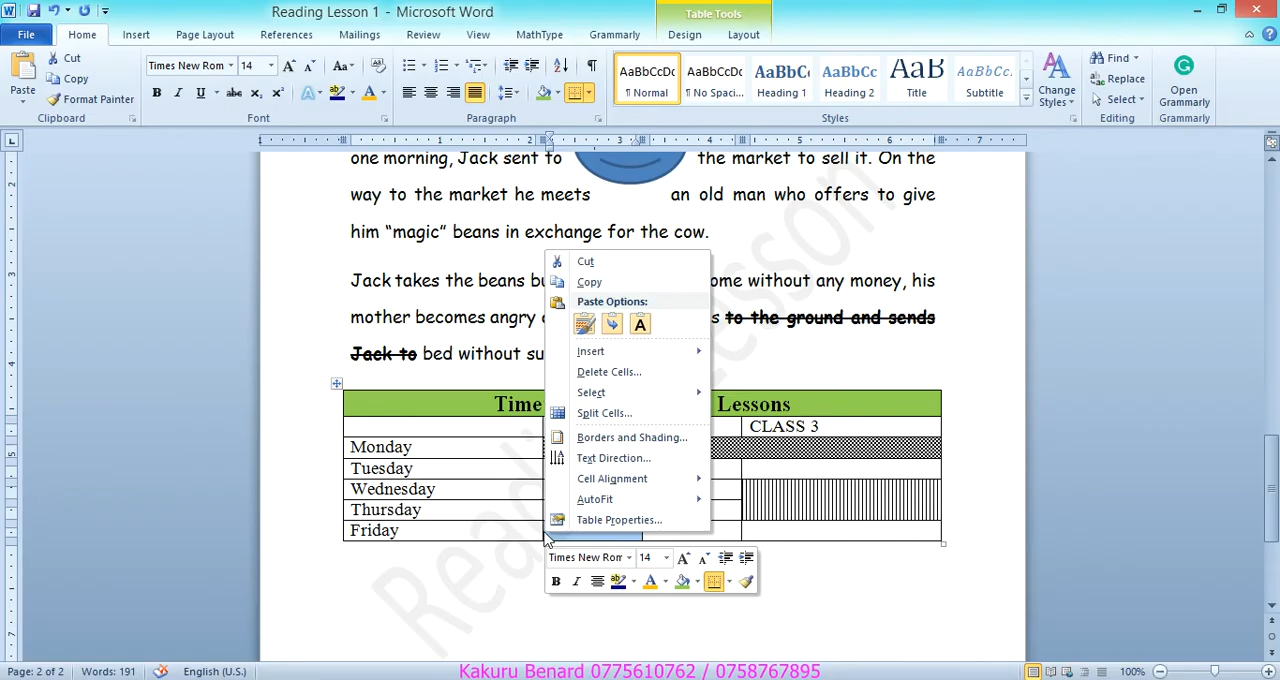 Reading Lesson 1 - Microsoft Word
Table Tools
File Home Insert Page Layout References Mailings Review View MathType Grammarly Design Layout
Paste
Cut
Copy
Format Painter
Clipboard
Times New Rom 14
Font
Paragraph
AaBbCcDc AaBbCcDc AaBbC AaBbCc AaB AaBbCc.
¶ Normal ¶ No Spaci... Heading 1 Heading 2 Title Subtitle
Change Styles
Styles
Find
Replace
Select
Editing
Open Grammarly
Grammarly
1 1 2 3 4 5 6 7
one morning, Jack sent to the market to sell it. On the
way to the market he meets an old man who offers to give
him “magic” beans in exchange for the cow.
Jack takes the beans ome without any money, his
mother becomes angry s to the ground and sends
Jack to bed without su
Time Lessons
CLASS 3
Monday
Tuesday
Wednesday
Thursday
Friday
Cut
Copy
Paste Options:
Insert
Delete Cells...
Select
Split Cells...
Borders and Shading...
Text Direction...
Cell Alignment
AutoFit
Table Properties...
Times New Rom 14
Page: 2 of 2 Words: 191 English (U.S.) 100%
Kakuru Benard 0775610762 / 0758767895